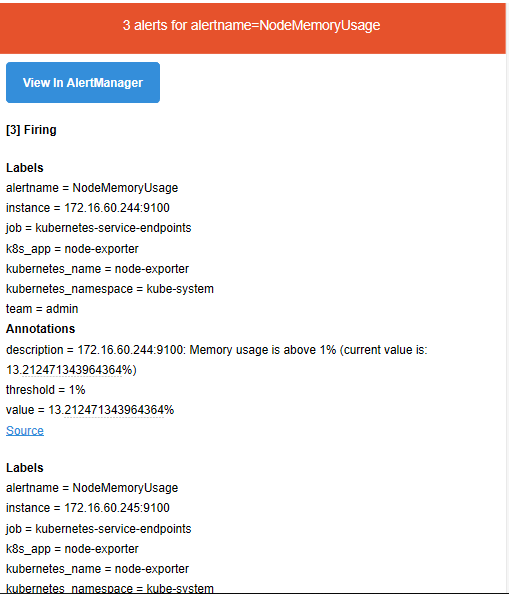 3 alerts for alertname=NodeMemoryUsage
View In AlertManager
[3] Firing
Labels
alertname = NodeMemoryUsage
instance = 172.16.60.244:9100
job = kubernetes-service-endpoints
k8s_app = node-exporter
kubernetes_name = node-exporter
kubernetes_namespace = kube-system
team = admin
Annotations
description = 172.16.60.244:9100: Memory usage is above 1% (current value is:
13.212471343964364%)
threshold = 1%
value = 13.212471343964364%
Source
Labels
alertname = NodeMemoryUsage
instance = 172.16.60.245:9100
job = kubernetes-service-endpoints
k8s_app = node-exporter
kubernetes_name = node-exporter
kubernetes_namespace = kube-system